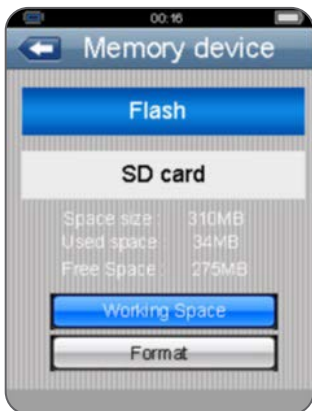 00:16
Memory device
Flash
SD card
Space size : 310MB
Used space 34MB
Free Space : 275MB
Working Space
Format